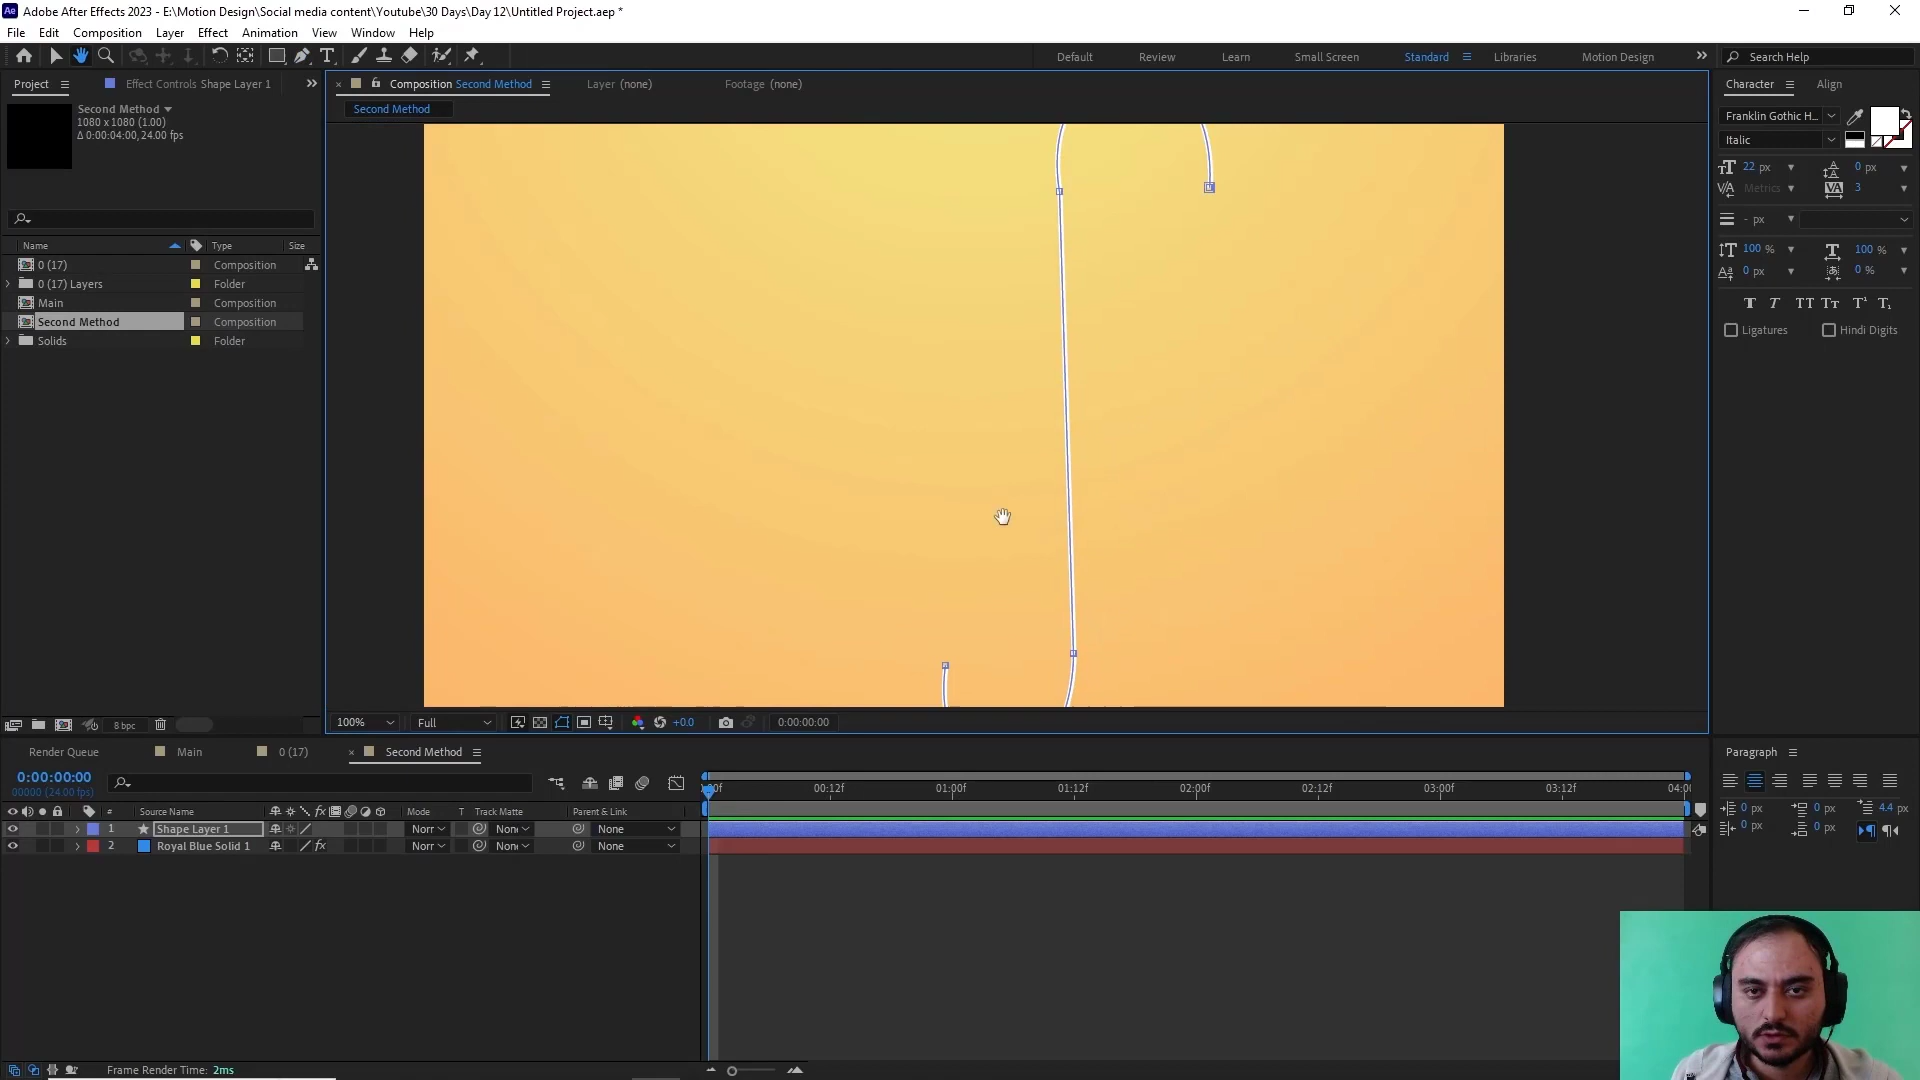 Adobe After Effects 2023 - E:\Motion Design\Social media content\Youtube\30 Days\Day 12\Untitled Project.aep *
File Edit Composition Layer Effect Animation View Window Help
Default Review Learn Small Screen Standard Libraries Motion Design Search Help
Project Effect Controls Shape Layer 1
Composition Second Method Layer (none) Footage (none)
Character Align
Second Method
1080 x 1080 (1.00)
Δ 0:00:04:00, 24.00 fps
Second Method
Franklin Gothic H...
Italic
22 px 0 px
Metrics 3
- px
100 % 100 %
0 px 0 %
Ligatures Hindi Digits
Name Type Size
0 (17) Composition
0 (17) Layers Folder
Main Composition
Second Method Composition
Solids Folder
8 bpc
100% Full +0.0 0:00:00:00
Render Queue Main 0 (17) Second Method
Paragraph
0:00:00:00
00000 (24.00 fps)
00:12f 01:00f 01:12f 02:00f 02:12f 03:00f 03:12f
# Source Name Mode T Track Matte Parent & Link
1 Shape Layer 1 None
2 Royal Blue Solid 1 None
0 px 0 px 4.4 px
0 px 0 px
Frame Render Time: 2ms